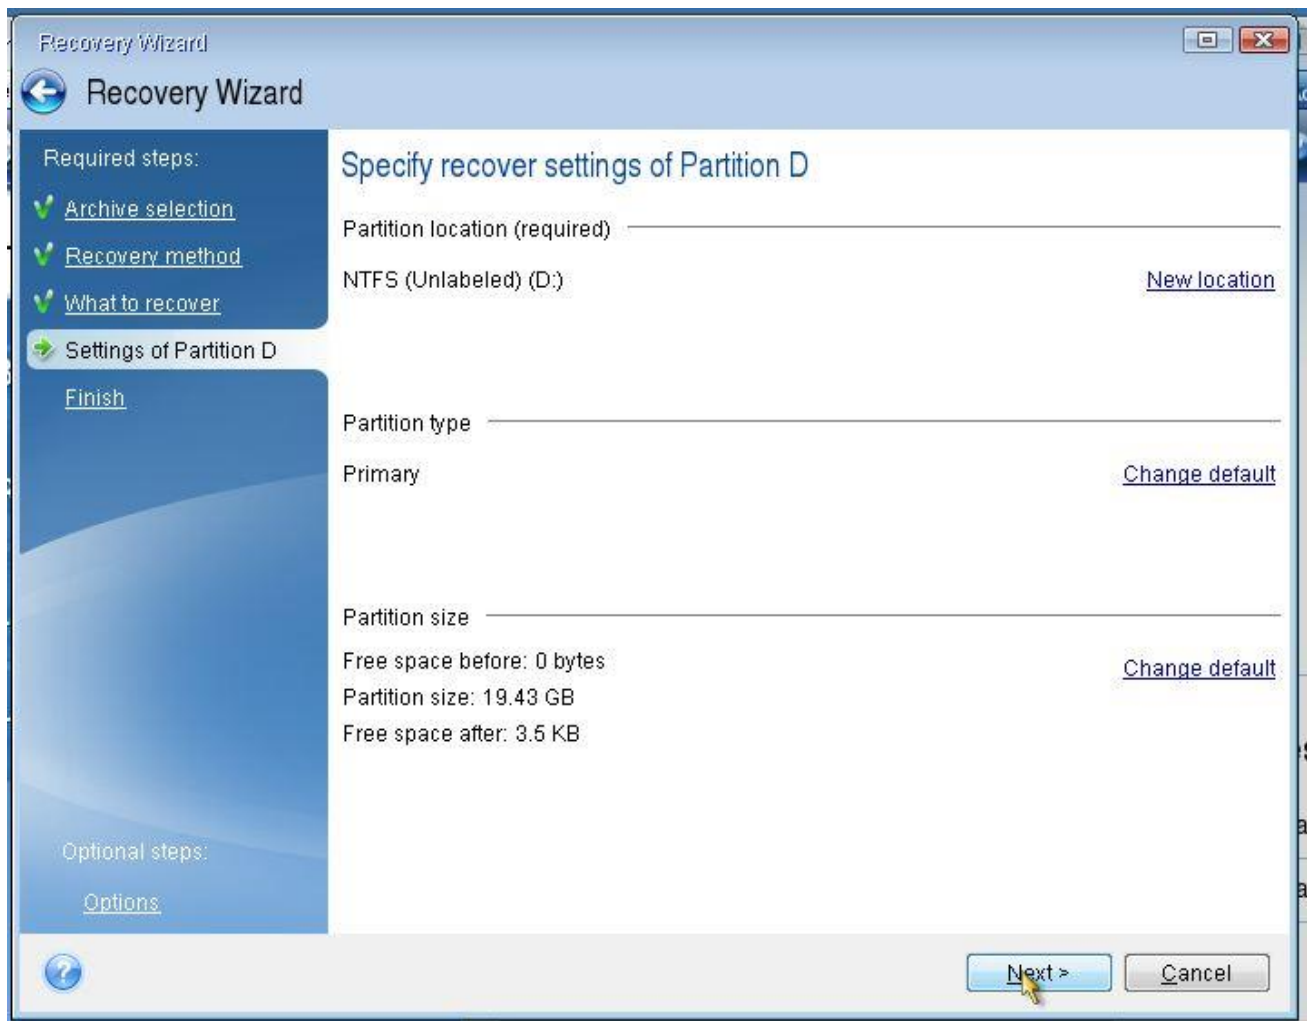 Recovery Wizard
Recovery Wizard
Required steps:
Archive selection
Recovery method
What to recover
Settings of Partition D
Finish
Optional steps:
Options
Specify recover settings of Partition D
Partition location (required)
NTFS (Unlabeled) (D:)
New location
Partition type
Primary
Change default
Partition size
Free space before: 0 bytes
Change default
Partition size: 19.43 GB
Free space after: 3.5 KB
Next >
Cancel